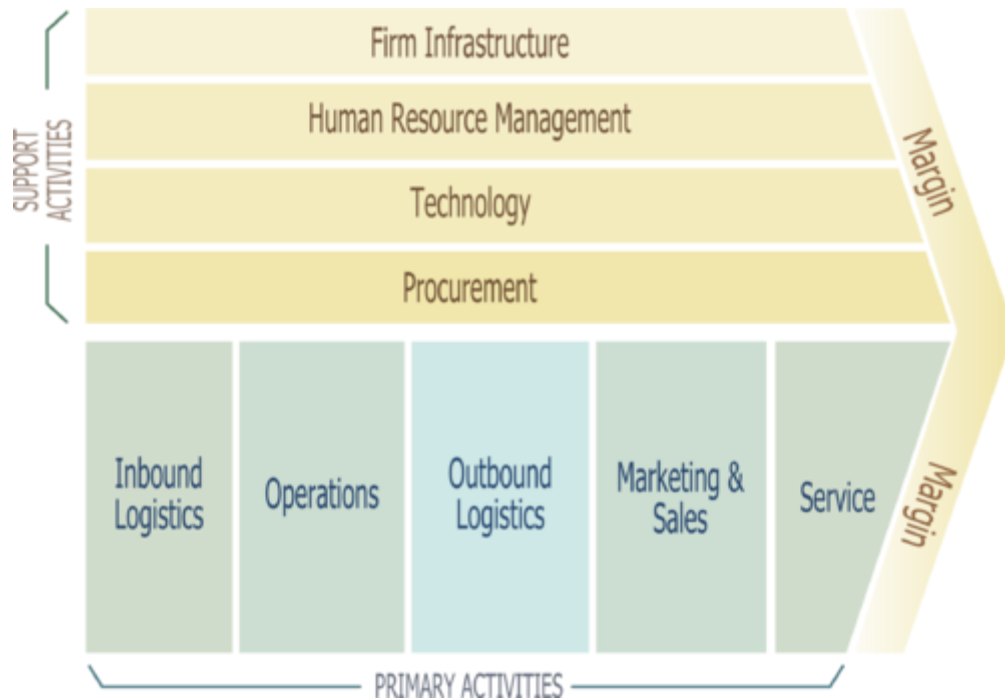 SUPPORT
ACTIVITIES
Firm Infrastructure
Human Resource Management
Technology
Procurement
Margin
Inbound
Logistics
Operations
Outbound
Logistics
Marketing &
Sales
Service
Margin
PRIMARY ACTIVITIES